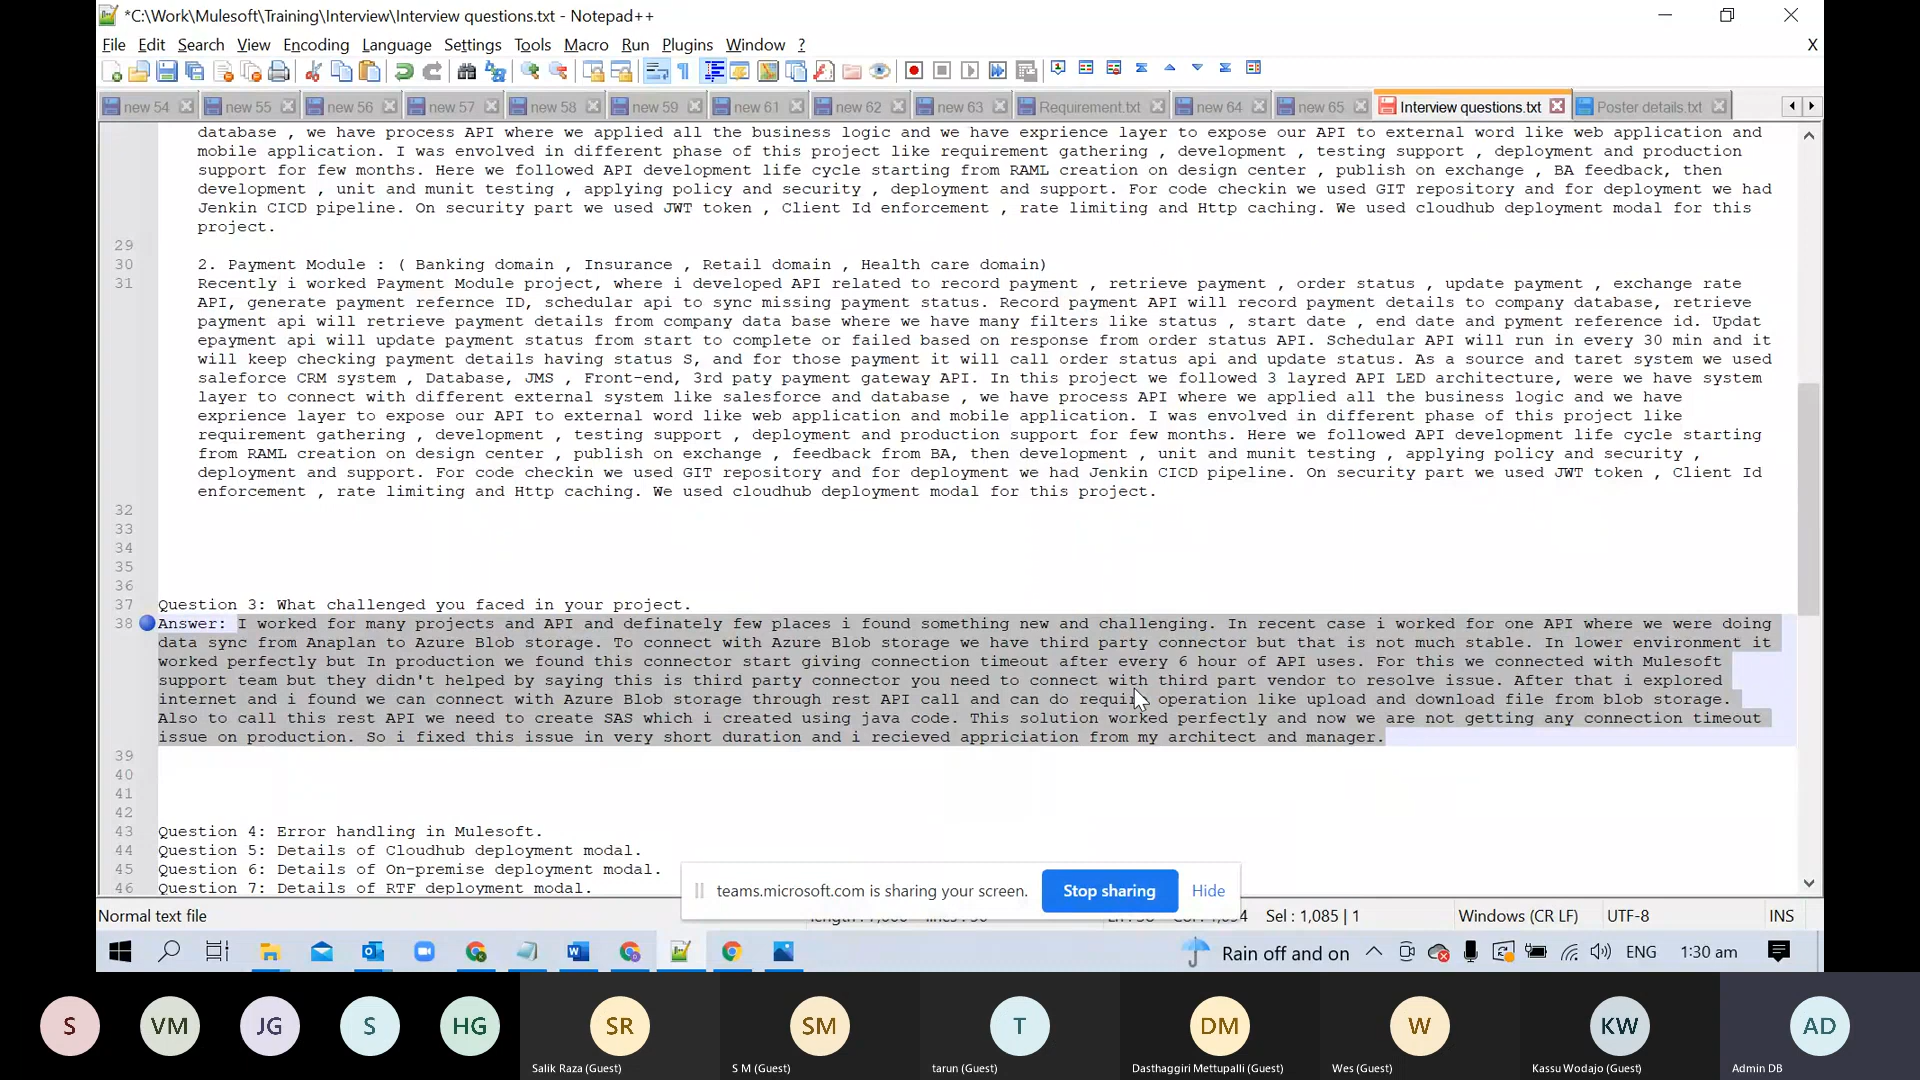 *C:\Work\Mulesoft\Training\Interview\Interview questions.txt - Notepad++
File Edit Search View Encoding Language Settings Tools Macro Run Plugins Window ? X
new 54 new 55 new 56 new 57 new 58 new 59 new 61 new 62 new 63 Requirement.txt new 64 new 65 Interview questions.txt Poster details.txt
database , we have process API where we applied all the business logic and we have exprience layer to expose our API to external word like web application and
mobile application. I was envolved in different phase of this project like requirement gathering , development , testing support , deployment and production
support for few months. Here we followed API development life cycle starting from RAML creation on design center , publish on exchange , BA feedback, then
development , unit and munit testing , applying policy and security , deployment and support. For code checkin we used GIT repository and for deployment we had
Jenkin CICD pipeline. On security part we used JWT token , Client Id enforcement , rate limiting and Http caching. We used cloudhub deployment modal for this
project.
29
30 2. Payment Module : ( Banking domain , Insurance , Retail domain , Health care domain)
31 Recently i worked Payment Module project, where i developed API related to record payment , retrieve payment , order status , update payment , exchange rate
API, generate payment refernce ID, schedular api to sync missing payment status. Record payment API will record payment details to company database, retrieve
payment api will retrieve payment details from company data base where we have many filters like status , start date , end date and pyment reference id. Updat
epayment api will update payment status from start to complete or failed based on response from order status API. Schedular API will run in every 30 min and it
will keep checking payment details having status S, and for those payment it will call order status api and update status. As a source and taret system we used
saleforce CRM system , Database, JMS , Front-end, 3rd paty payment gateway API. In this project we followed 3 layred API LED architecture, were we have system
layer to connect with different external system like salesforce and database , we have process API where we applied all the business logic and we have
exprience layer to expose our API to external word like web application and mobile application. I was envolved in different phase of this project like
requirement gathering , development , testing support , deployment and production support for few months. Here we followed API development life cycle starting
from RAML creation on design center , publish on exchange , feedback from BA, then development , unit and munit testing , applying policy and security ,
deployment and support. For code checkin we used GIT repository and for deployment we had Jenkin CICD pipeline. On security part we used JWT token , Client Id
enforcement , rate limiting and Http caching. We used cloudhub deployment modal for this project.
32
33
34
35
36
37 Question 3: What challenged you faced in your project.
38 Answer: I worked for many projects and API and definately few places i found something new and challenging. In recent case i worked for one API where we were doing
data sync from Anaplan to Azure Blob storage. To connect with Azure Blob storage we have third party connector but that is not much stable. In lower environment it
worked perfectly but In production we found this connector start giving connection timeout after every 6 hour of API uses. For this we connected with Mulesoft
support team but they didn't helped by saying this is third party connector you need to connect with third part vendor to resolve issue. After that i explored
internet and i found we can connect with Azure Blob storage through rest API call and can do require operation like upload and download file from blob storage.
Also to call this rest API we need to create SAS which i created using java code. This solution worked perfectly and now we are not getting any connection timeout
issue on production. So i fixed this issue in very short duration and i recieved appriciation from my architect and manager.
39
40
41
42
43 Question 4: Error handling in Mulesoft.
44 Question 5: Details of Cloudhub deployment modal.
45 Question 6: Details of On-premise deployment modal.
46 Question 7: Details of RTF deployment modal.
teams.microsoft.com is sharing your screen. Stop sharing Hide
Normal text file Sel : 1,085 | 1 Windows (CR LF) UTF-8 INS
Rain off and on ENG 1:30 am
S VM JG S HG SR SM T DM W KW AD
Salik Raza (Guest) S M (Guest) tarun (Guest) Dasthaggiri Mettupalli (Guest) Wes (Guest) Kassu Wodajo (Guest) Admin DB